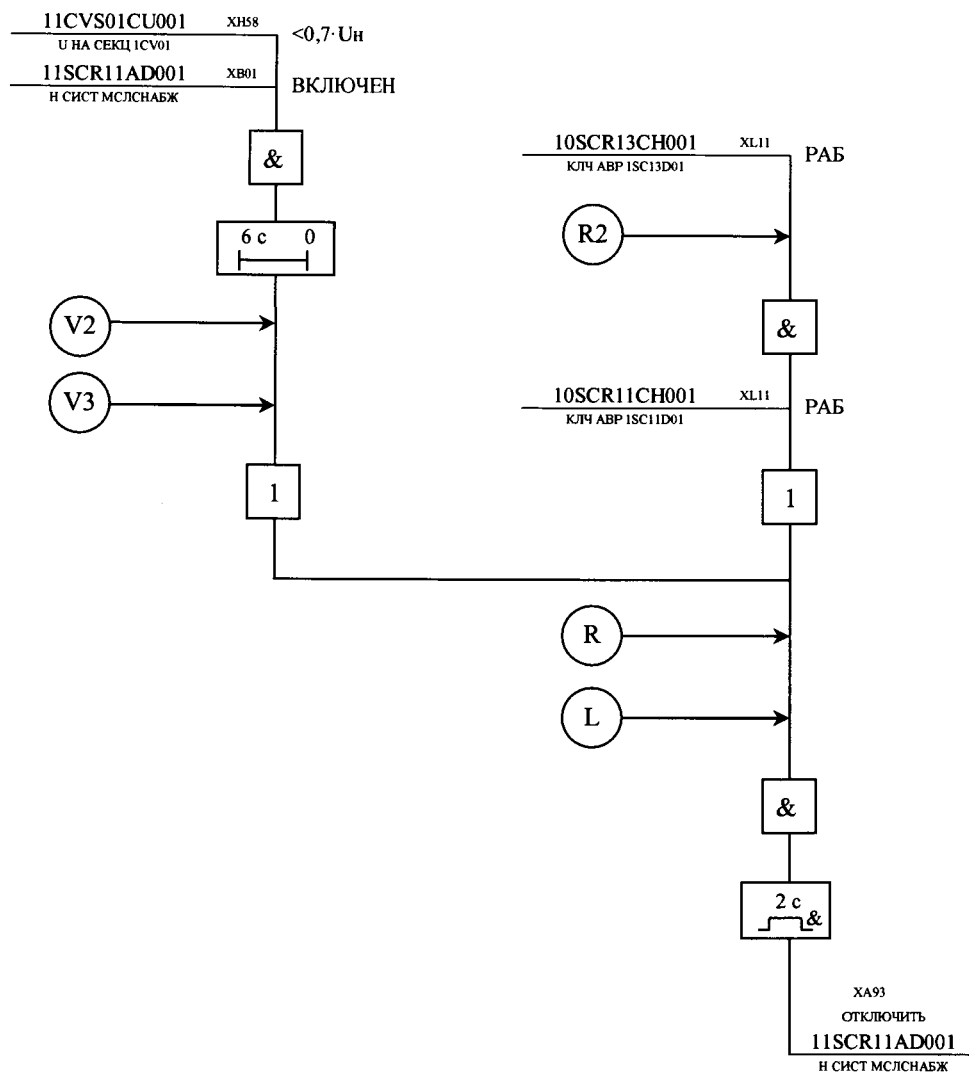 11CVS01CU001 XH58 <0,7·Uн
U НА СЕКЦ 1CV01
11SCR11AD001 XB01 ВКЛЮЧЕН
Н СИСТ МСЛСНАБЖ
&
10SCR13CH001 XL11 РАБ
КЛЧ АВР 1SC13D01
6 с 0
R2
V2
&
V3
10SCR11CH001 XL11 РАБ
КЛЧ АВР 1SC11D01
1
1
R
L
&
2 с
&
XA93
ОТКЛЮЧИТЬ
11SCR11AD001
Н СИСТ МСЛСНАБЖ